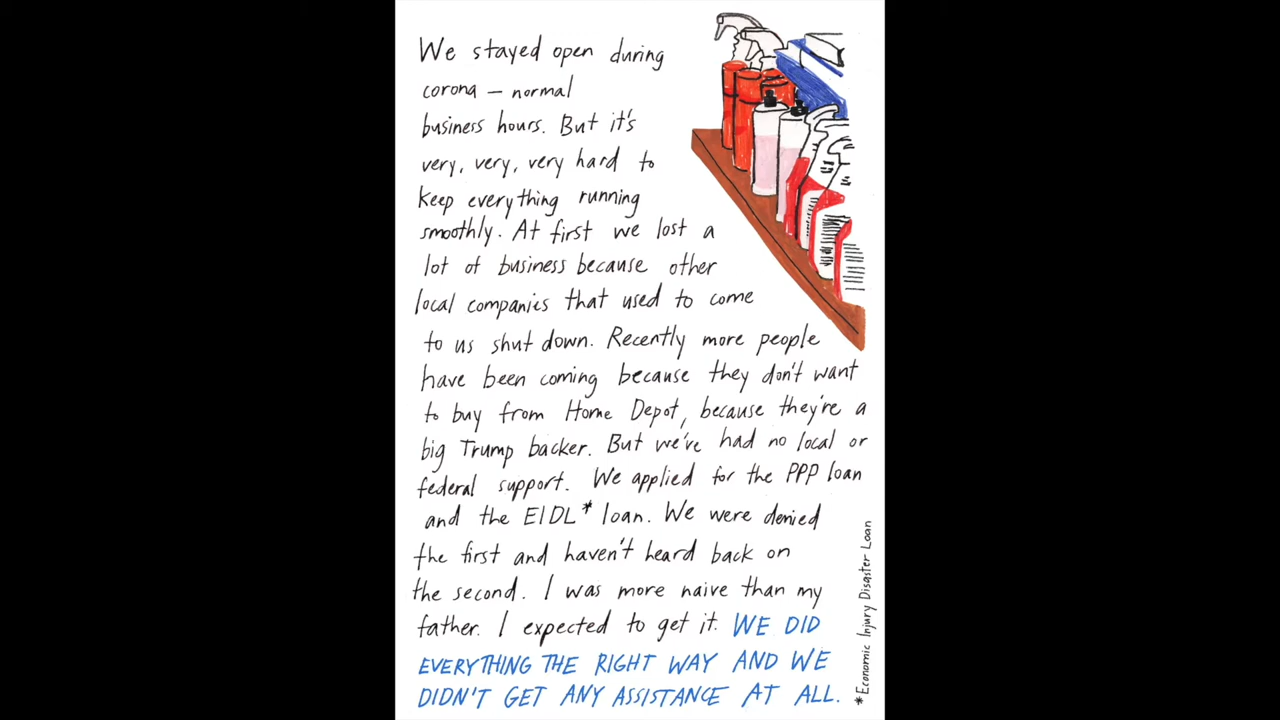 We stayed open during
corona – normal
business hours. But it's
very, very, very hard to
keep everything running
smoothly. At first we lost a
lot of business because other
local companies that used to come
to us shut down. Recently more people
have been coming because they don't want
to buy from Home Depot, because they're a
big Trump backer. But we've had no local or
federal support. We applied for the PPP loan
and the EIDL* loan. We were denied
the first and haven't heard back on
the second. I was more naive than my
father. I expected to get it. WE DID
EVERYTHING THE RIGHT WAY AND WE
DIDN'T GET ANY ASSISTANCE AT ALL.
*Economic Injury Disaster Loan